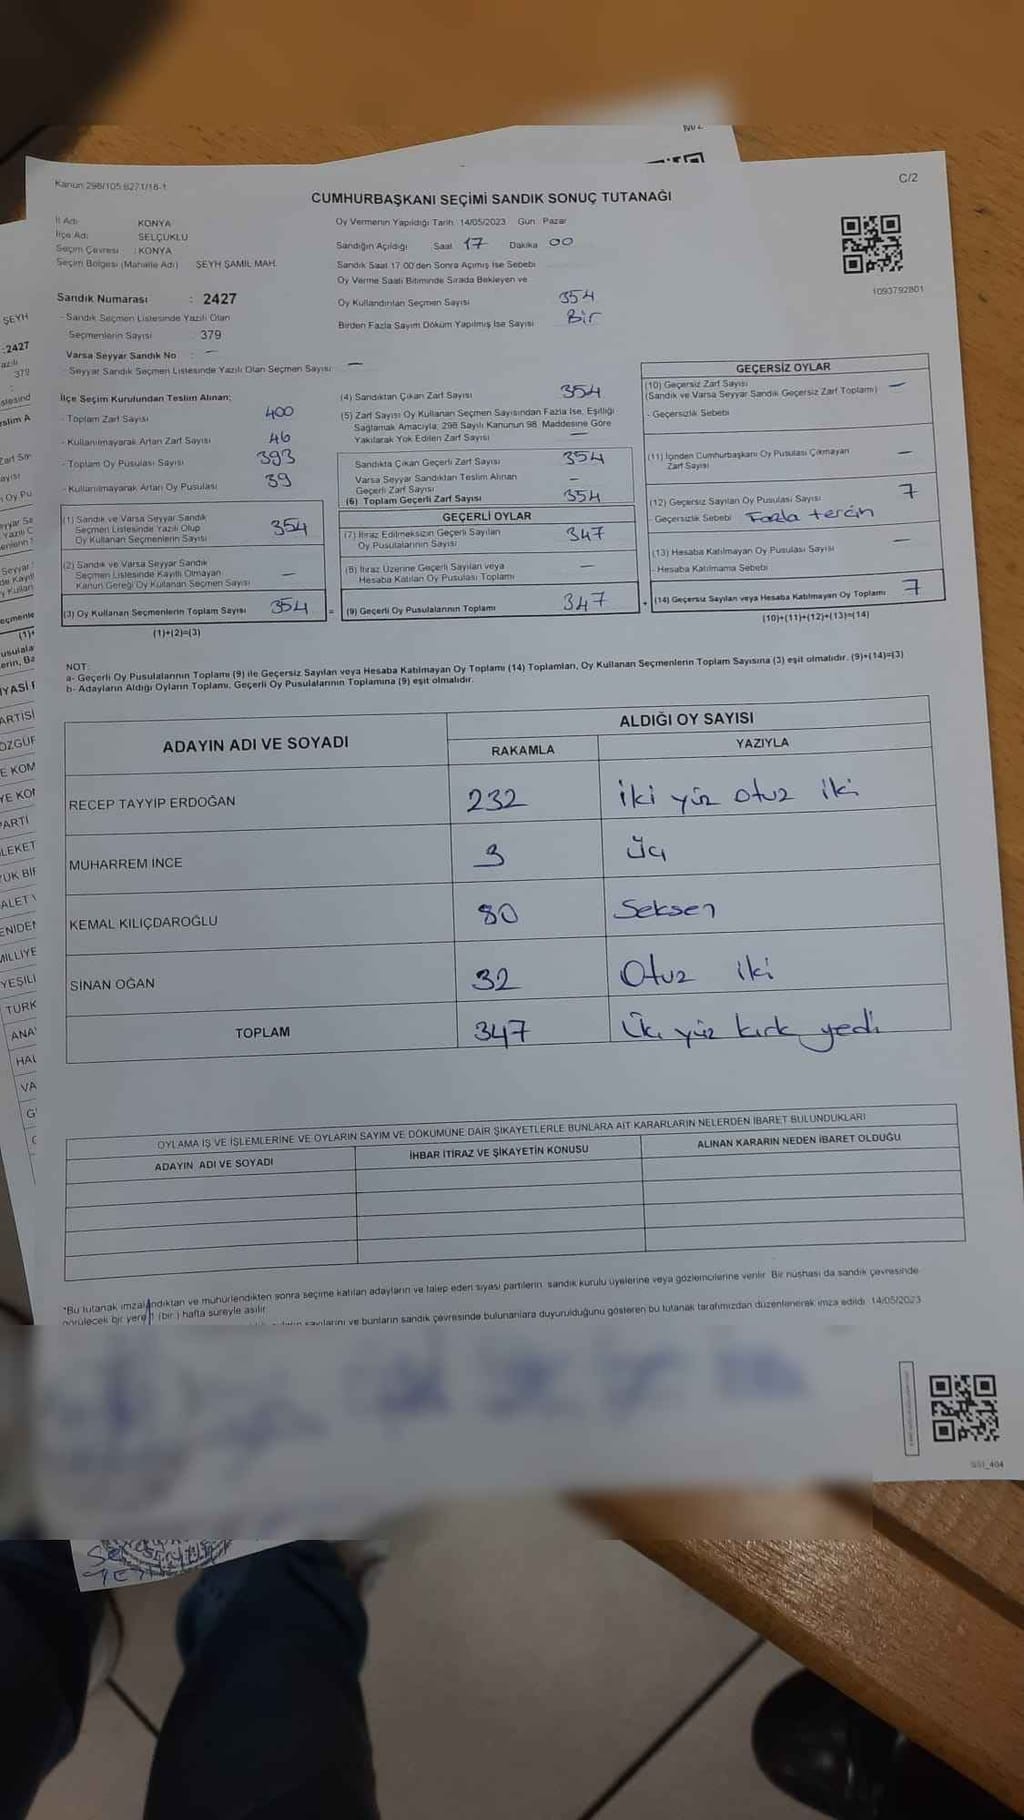 Kanun 298/105 6271/18-1
C/2
CUMHURBAŞKANI SEÇİMİ SANDIK SONUÇ TUTANAĞI
İl Adı : KONYA
İlçe Adı : SELÇUKLU
Seçim Çevresi : KONYA
Seçim Bölgesi (Mahalle Adı) ŞEYH ŞAMİL MAH.
Sandık Numarası : 2427
- Sandık Seçmen Listesinde Yazılı Olan
Seçmenlerin Sayısı 379
Varsa Seyyar Sandık No : —
- Seyyar Sandık Seçmen Listesinde Yazılı Olan Seçmen Sayısı: —
Oy Vermenin Yapıldığı Tarih: 14/05/2023 Gün: Pazar
Sandığın Açıldığı Saat 17 Dakika 00
Sandık Saat 17:00'den Sonra Açılmış İse Sebebi
Oy Verme Saati Bitiminde Sırada Bekleyen ve
Oy Kullandırılan Seçmen Sayısı 354
Birden Fazla Sayım Döküm Yapılmış İse Sayısı Bir
1093792801
İlçe Seçim Kurulundan Teslim Alınan;
- Toplam Zarf Sayısı 400
- Kullanılmayarak Artan Zarf Sayısı 46
- Toplam Oy Pusulası Sayısı 393
- Kullanılmayarak Artan Oy Pusulası 39
(1) Sandık ve Varsa Seyyar Sandık
Seçmen Listesinde Yazılı Olup
Oy Kullanan Seçmenlerin Sayısı 354
(2) Sandık ve Varsa Seyyar Sandık
Seçmen Listesinde Kayıtlı Olmayan
Kanun Gereği Oy Kullanan Seçmen Sayısı —
(3) Oy Kullanan Seçmenlerin Toplam Sayısı 354 =
(1)+(2)=(3)
(4) Sandıktan Çıkan Zarf Sayısı 354
(5) Zarf Sayısı Oy Kullanan Seçmen Sayısından Fazla İse, Eşitliği
Sağlamak Amacıyla, 298 Sayılı Kanunun 98. Maddesine Göre
Yakılarak Yok Edilen Zarf Sayısı —
Sandıkta Çıkan Geçerli Zarf Sayısı 354
Varsa Seyyar Sandıktan Teslim Alınan
Geçerli Zarf Sayısı —
(6) Toplam Geçerli Zarf Sayısı 354
GEÇERLİ OYLAR
(7) İtiraz Edilmeksizin Geçerli Sayılan
Oy Pusulalarının Sayısı 347
(8) İtiraz Üzerine Geçerli Sayılan veya
Hesaba Katılan Oy Pusulası Toplamı —
(9) Geçerli Oy Pusulalarının Toplamı 347 +
GEÇERSİZ OYLAR
(10) Geçersiz Zarf Sayısı
(Sandık ve Varsa Seyyar Sandık Geçersiz Zarf Toplamı) —
- Geçersizlik Sebebi
(11) İçinden Cumhurbaşkanı Oy Pusulası Çıkmayan
Zarf Sayısı —
(12) Geçersiz Sayılan Oy Pusulası Sayısı 7
- Geçersizlik Sebebi Fazla tercih
(13) Hesaba Katılmayan Oy Pusulası Sayısı —
- Hesaba Katılmama Sebebi
(14) Geçersiz Sayılan veya Hesaba Katılmayan Oy Toplamı 7
(10)+(11)+(12)+(13)=(14)
NOT:
a- Geçerli Oy Pusulalarının Toplamı (9) ile Geçersiz Sayılan veya Hesaba Katılmayan Oy Toplamı (14) Toplamları, Oy Kullanan Seçmenlerin Toplam Sayısına (3) eşit olmalıdır. (9)+(14)=(3)
b- Adayların Aldığı Oyların Toplamı, Geçerli Oy Pusulalarının Toplamına (9) eşit olmalıdır.
ADAYIN ADI VE SOYADI
ALDIĞI OY SAYISI
RAKAMLA YAZIYLA
RECEP TAYYIP ERDOĞAN 232 iki yüz otuz iki
MUHARREM İNCE 3 üç
KEMAL KILIÇDAROĞLU 80 Seksen
SİNAN OĞAN 32 Otuz iki
TOPLAM 347 Üç yüz kırk yedi
OYLAMA İŞ VE İŞLEMLERİNE VE OYLARIN SAYIM VE DÖKÜMÜNE DAİR ŞİKAYETLERLE BUNLARA AİT KARARLARIN NELERDEN İBARET BULUNDUKLARI
ADAYIN ADI VE SOYADI İHBAR İTİRAZ VE ŞİKAYETİN KONUSU ALINAN KARARIN NEDEN İBARET OLDUĞU
*Bu tutanak imzalandıktan ve mühürlendikten sonra seçime katılan adayların ve talep eden siyasi partilerin, sandık kurulu üyelerine veya gözlemcilerine verilir. Bir nüshası da sandık çevresinde
görülecek bir yere 1 (bir) hafta süreyle asılır.
ve bunların sandık çevresinde bulunanlara duyurulduğunu gösteren bu tutanak tarafımızdan düzenlenerek imza edildi. 14/05/2023